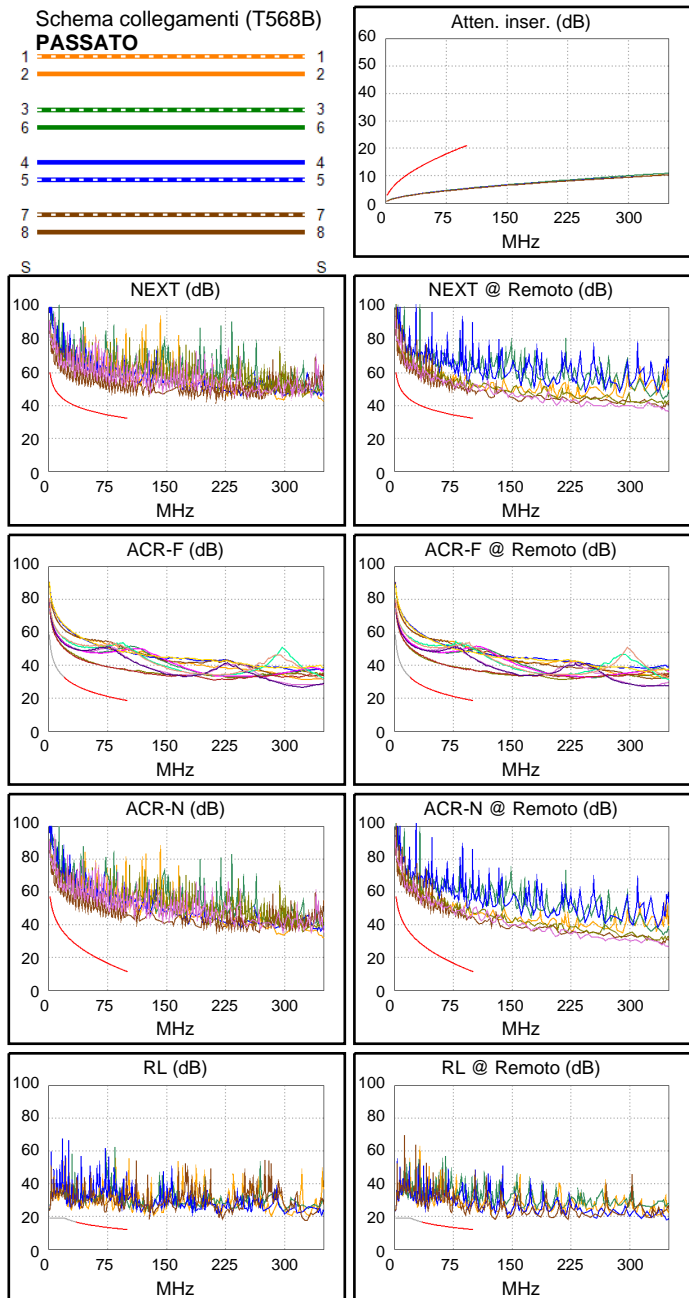 Schema collegamenti (T568B)
PASSATO
1 1
2 2
3 3
6 6
4 4
5 5
7 7
8 8
S S
Atten. inser. (dB)
60
50
40
30
20
10
0
0 75 150 225 300
MHz
NEXT (dB)
100
80
60
40
20
0
0 75 150 225 300
MHz
NEXT @ Remoto (dB)
100
80
60
40
20
0
0 75 150 225 300
MHz
ACR-F (dB)
100
80
60
40
20
0
0 75 150 225 300
MHz
ACR-F @ Remoto (dB)
100
80
60
40
20
0
0 75 150 225 300
MHz
ACR-N (dB)
100
80
60
40
20
0
0 75 150 225 300
MHz
ACR-N @ Remoto (dB)
100
80
60
40
20
0
0 75 150 225 300
MHz
RL (dB)
100
80
60
40
20
0
0 75 150 225 300
MHz
RL @ Remoto (dB)
100
80
60
40
20
0
0 75 150 225 300
MHz